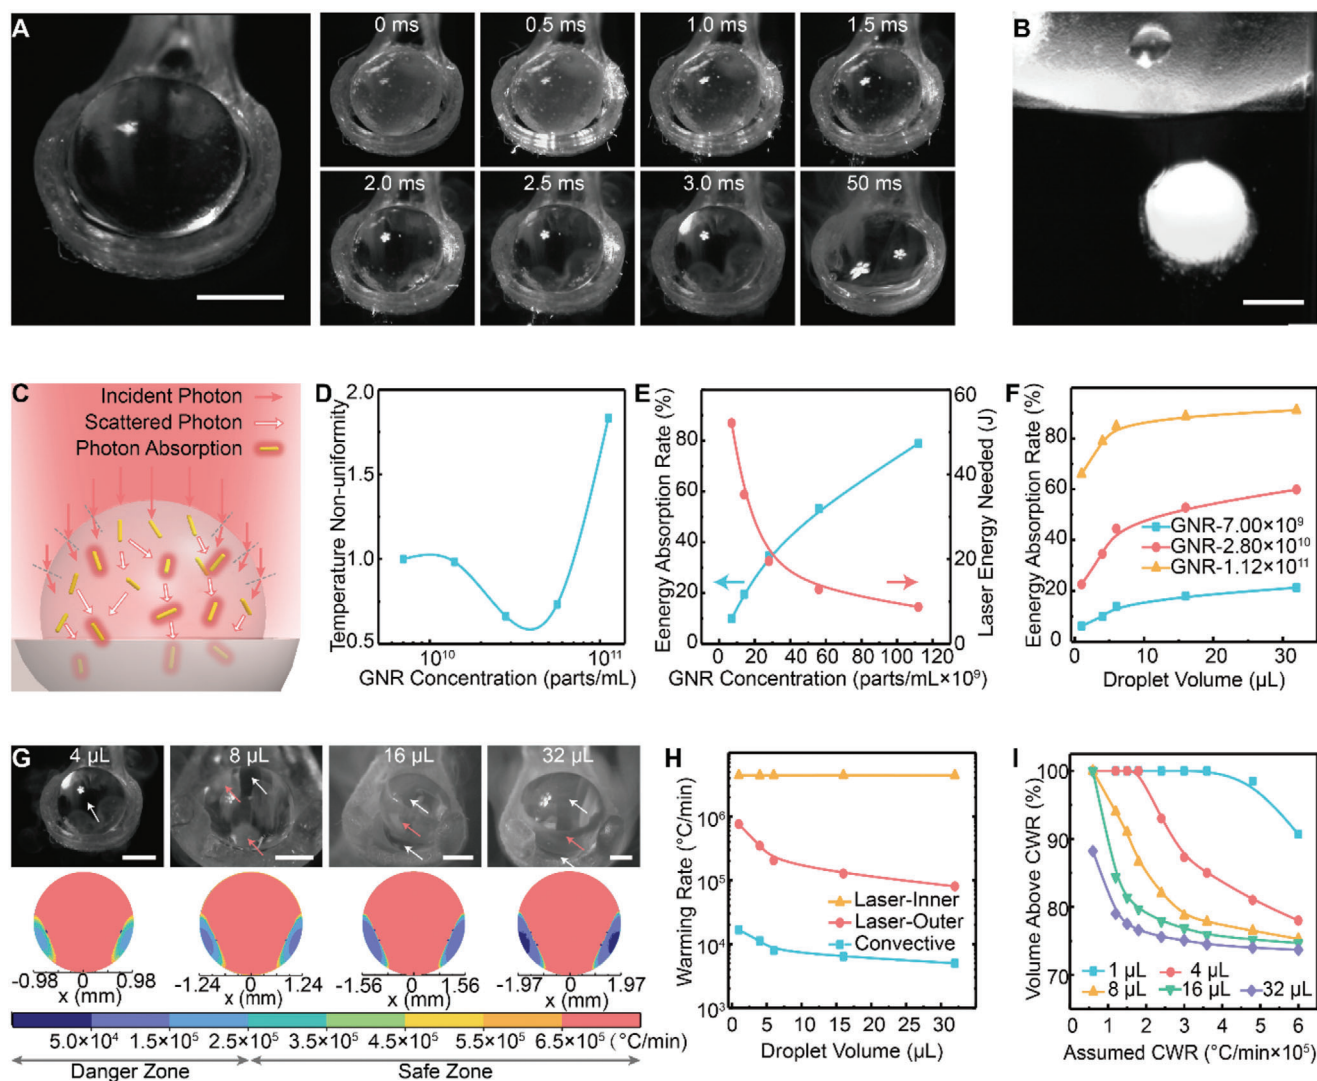 A
0 ms
0.5 ms
1.0 ms
1.5 ms
2.0 ms
2.5 ms
3.0 ms
50 ms
B
C
Incident Photon
Scattered Photon
Photon Absorption
D
Temperature Non-uniformity
2.0
1.5
1.0
0.5
10¹⁰
10¹¹
GNR Concentration (parts/mL)
E
Eenergy Absorption Rate (%)
80
60
40
20
0
Laser Energy Needed (J)
60
48
36
24
12
0
0 20 40 60 80 100 120
GNR Concentration (parts/mL×10⁹)
F
Eenergy Absorption Rate (%)
80
60
40
20
0
GNR-7.00×10⁹
GNR-2.80×10¹⁰
GNR-1.12×10¹¹
0 10 20 30
Droplet Volume (µL)
G
4 µL
8 µL
16 µL
32 µL
-0.98 0 0.98
x (mm)
-1.24 0 1.24
x (mm)
-1.56 0 1.56
x (mm)
-1.97 0 1.97
x (mm)
5.0×10⁴ 1.5×10⁵ 2.5×10⁵ 3.5×10⁵ 4.5×10⁵ 5.5×10⁵ 6.5×10⁵ (°C/min)
Danger Zone
Safe Zone
H
Warming Rate (°C/min)
10⁶
10⁵
10⁴
10³
Laser-Inner
Laser-Outer
Convective
0 5 10 15 20 25 30
Droplet Volume (µL)
I
Volume Above CWR (%)
100
90
80
70
1 µL
4 µL
8 µL
16 µL
32 µL
0 1 2 3 4 5 6
Assumed CWR (°C/min×10⁵)